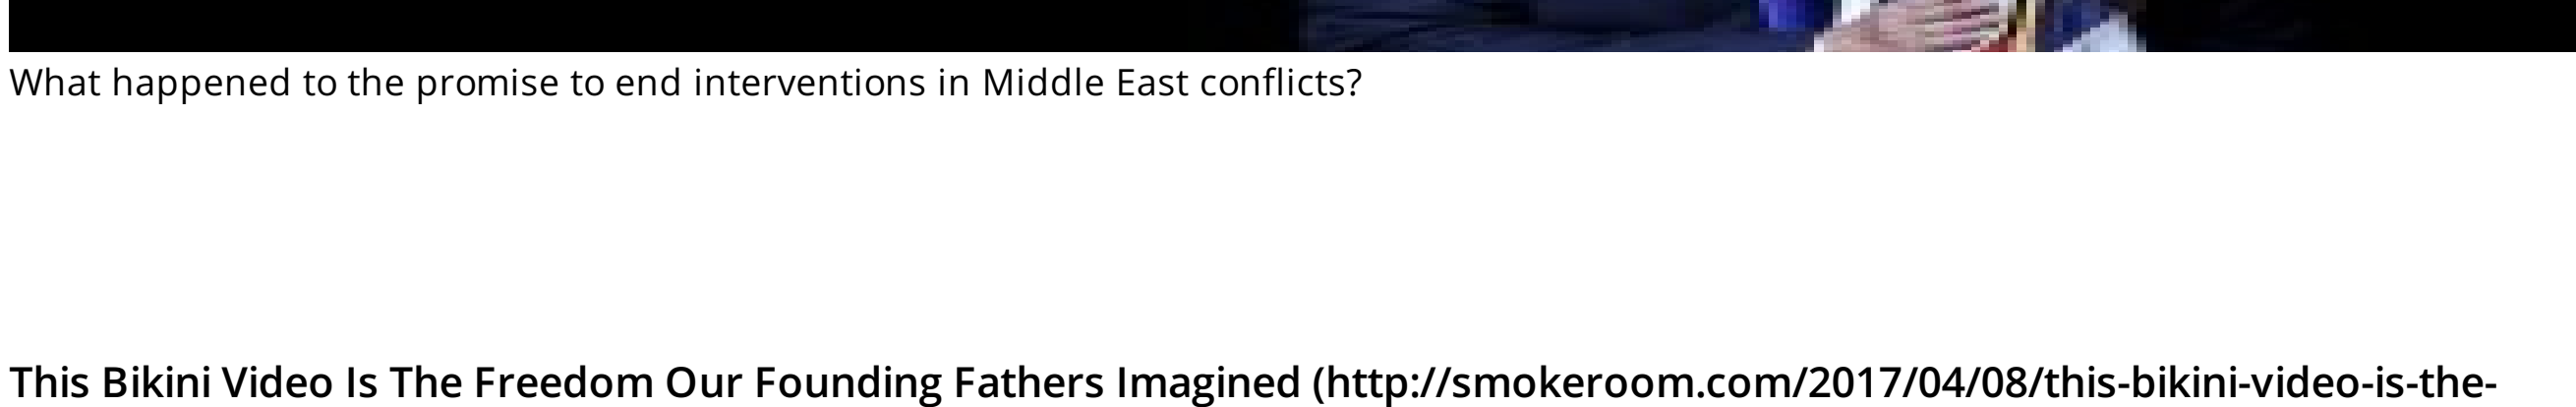 What happened to the promise to end interventions in Middle East conflicts?
This Bikini Video Is The Freedom Our Founding Fathers Imagined (http://smokeroom.com/2017/04/08/this-bikini-video-is-the-